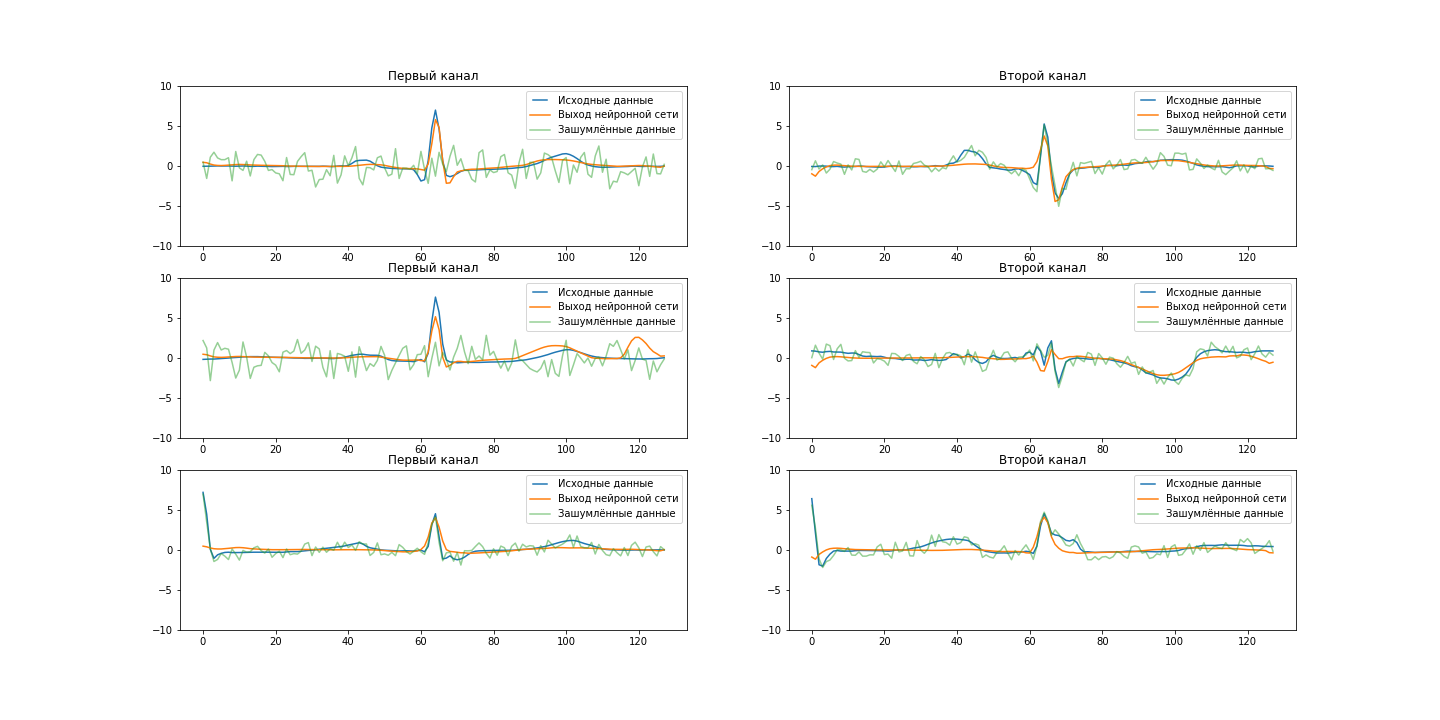 Первый канал
Второй канал
10
5
0
−5
−10
Исходные данные
Выход нейронной сети
Зашумлённые данные
0 20 40 60 80 100 120
10
5
0
−5
−10
Исходные данные
Выход нейронной сети
Зашумлённые данные
0 20 40 60 80 100 120
Первый канал
Второй канал
10
5
0
−5
−10
Исходные данные
Выход нейронной сети
Зашумлённые данные
0 20 40 60 80 100 120
10
5
0
−5
−10
Исходные данные
Выход нейронной сети
Зашумлённые данные
0 20 40 60 80 100 120
Первый канал
Второй канал
10
5
0
−5
−10
Исходные данные
Выход нейронной сети
Зашумлённые данные
0 20 40 60 80 100 120
10
5
0
−5
−10
Исходные данные
Выход нейронной сети
Зашумлённые данные
0 20 40 60 80 100 120